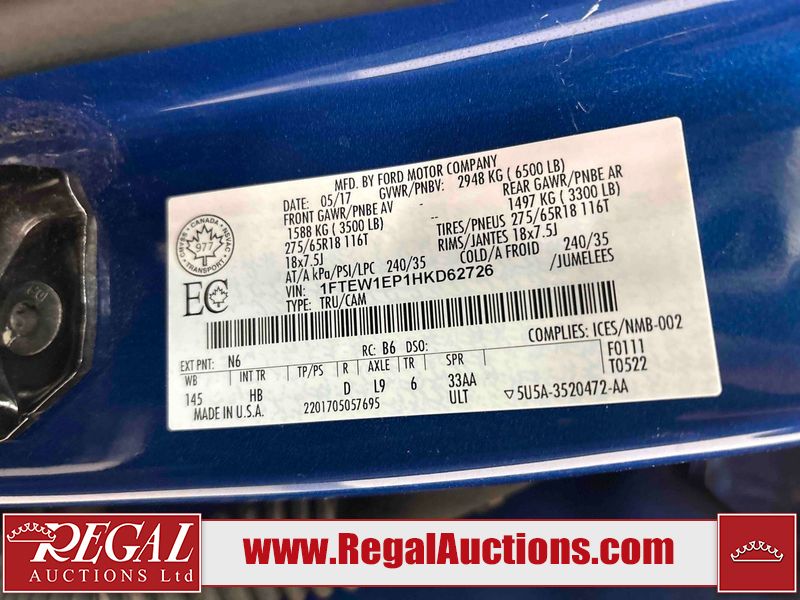 MFD. BY FORD MOTOR COMPANY
DATE: 05/17 GVWR/PNBV: 2948 KG ( 6500 LB)
FRONT GAWR/PNBE AV -- REAR GAWR/PNBE AR
1588 KG ( 3500 LB) -- 1497 KG ( 3300 LB)
275/65R18 116T TIRES/PNEUS 275/65R18 116T
18x7.5J RIMS/JANTES 18x7.5J
AT/A kPa/PSI/LPC 240/35 COLD/A FROID 240/35
VIN: 1FTEW1EP1HKD62726 /JUMELEES
TYPE: TRU/CAM
CANADA
NSVAC
977
TRANSPORT
EC
COMPLIES: ICES/NMB-002
EXT PNT: N6 RC: B6 DSO: F0111
WB INT TR TP/PS R AXLE TR SPR T0522
145 HB D L9 6 33AA
MADE IN U.S.A. 2201705057695 ULT 5U5A-3520472-AA
REGAL
AUCTIONS Ltd
www.RegalAuctions.com